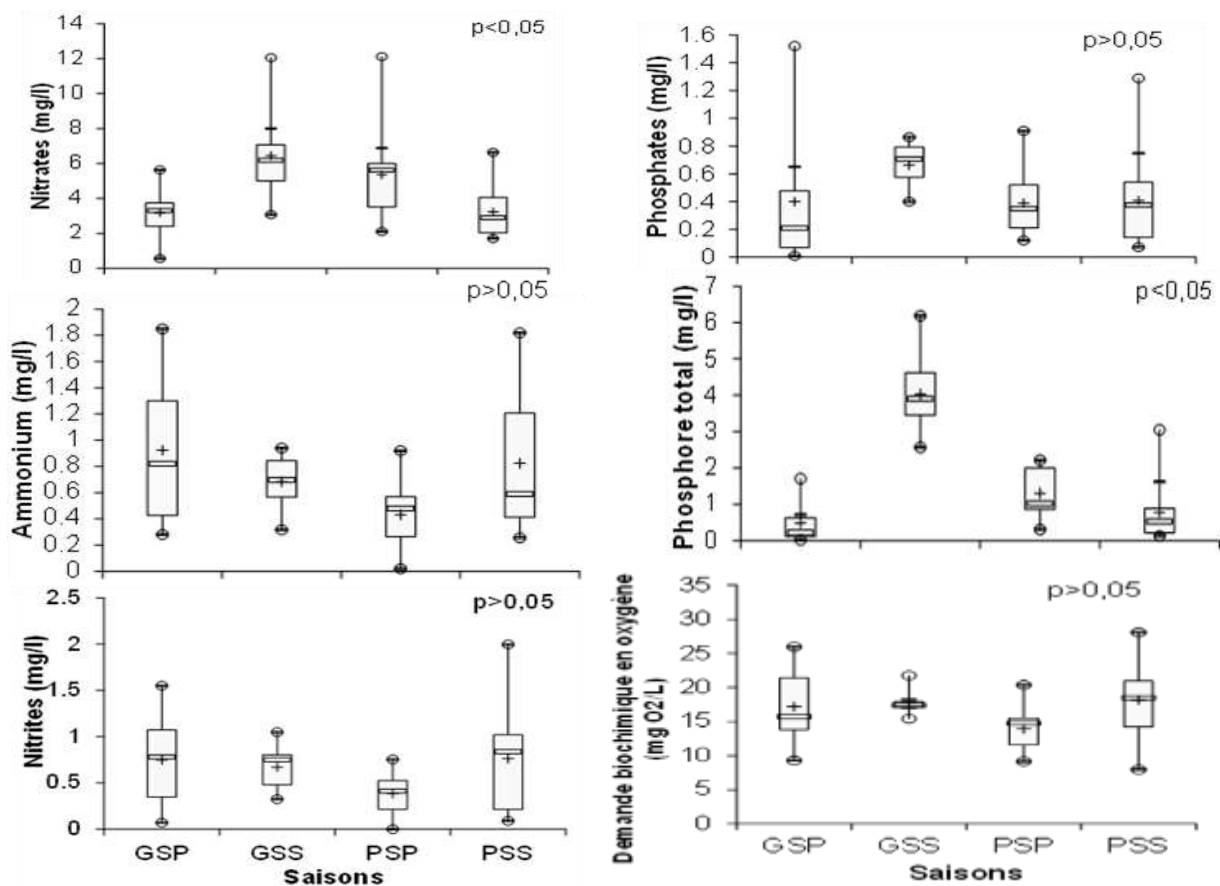 p<0,05
Nitrates (mg/l)
14
12
10
8
6
4
2
0
p>0,05
Phosphates (mg/l)
1.6
1.4
1.2
1
0.8
0.6
0.4
0.2
0
p>0,05
Ammonium (mg/l)
2
1.8
1.6
1.4
1.2
1
0.8
0.6
0.4
0.2
0
p<0,05
Phosphore total (mg/l)
7
6
5
4
3
2
1
0
p>0,05
Nitrites (mg/l)
2.5
2
1.5
1
0.5
0
GSP GSS PSP PSS
Saisons
p>0,05
Demande biochimique en oxygène
(mg O2/L)
35
30
25
20
15
10
5
0
GSP GSS PSP PSS
Saisons